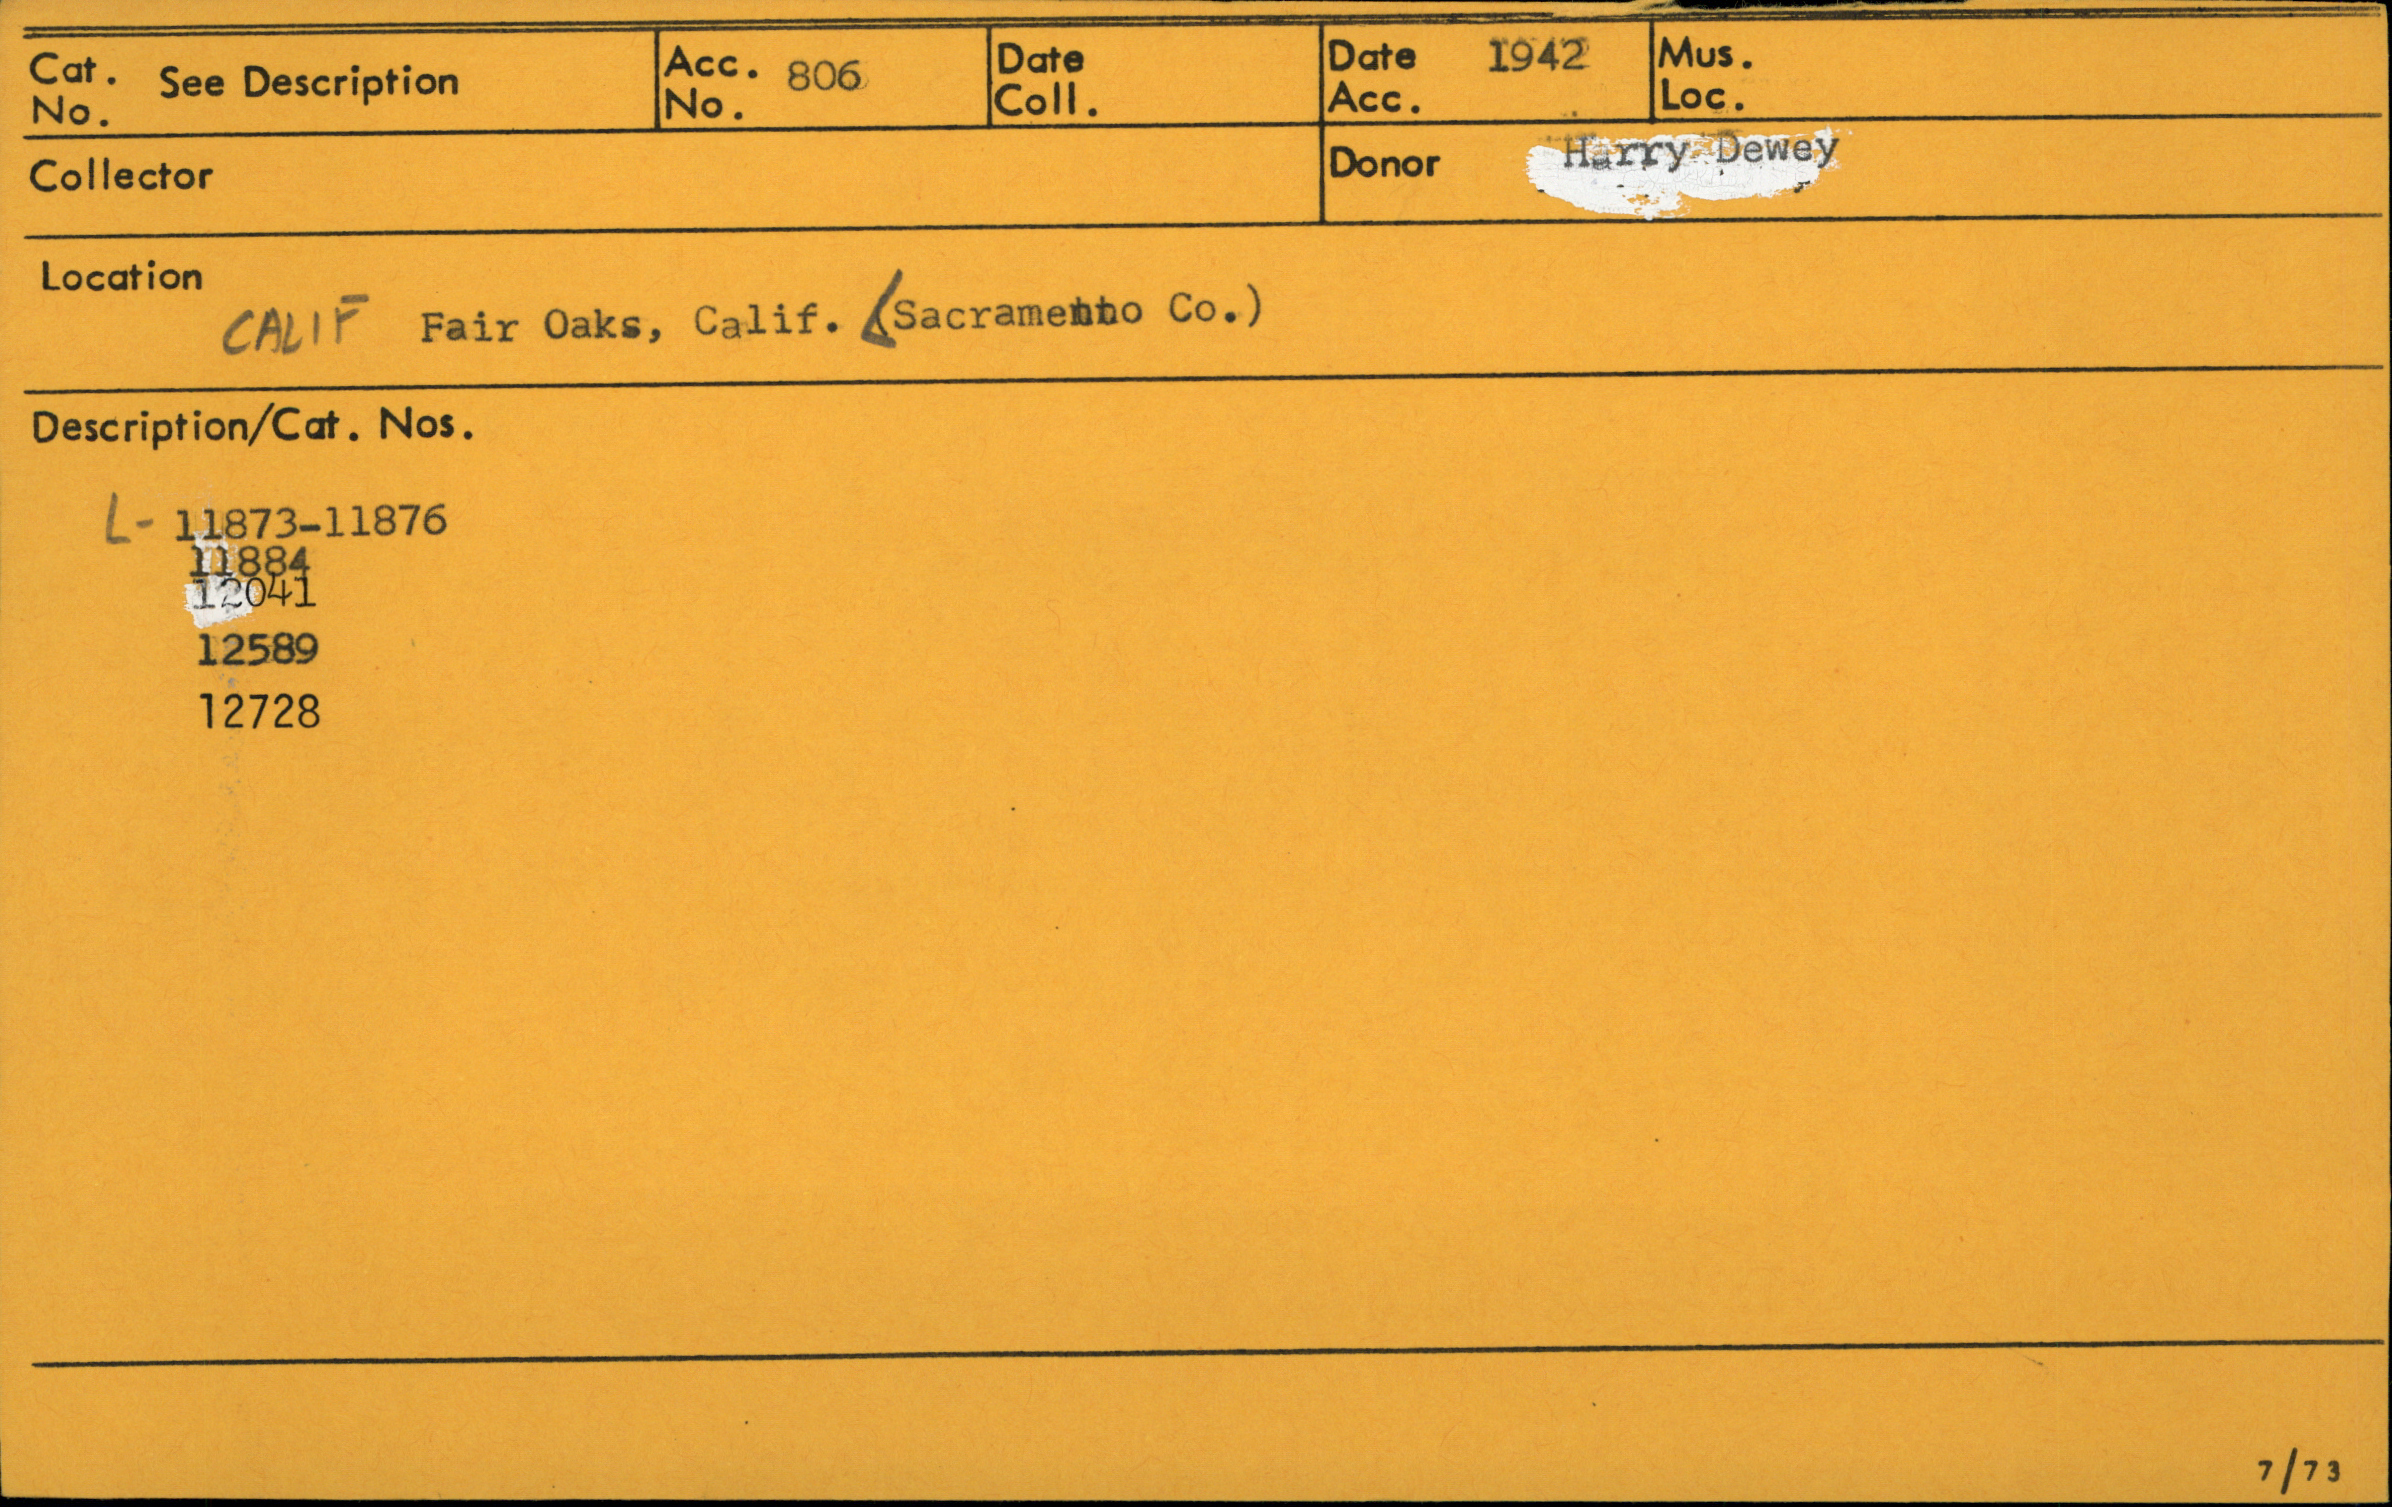 Cat. No. See Description
Acc. No. 806
Date Coll.
Date Acc. 1942
Mus. Loc.
Collector
Donor Harry Dewey
Location
CALIF Fair Oaks, Calif. (Sacramento Co.)
Description/Cat. Nos.
L- 11873-11876
11884
12041
12589
12728
7/73